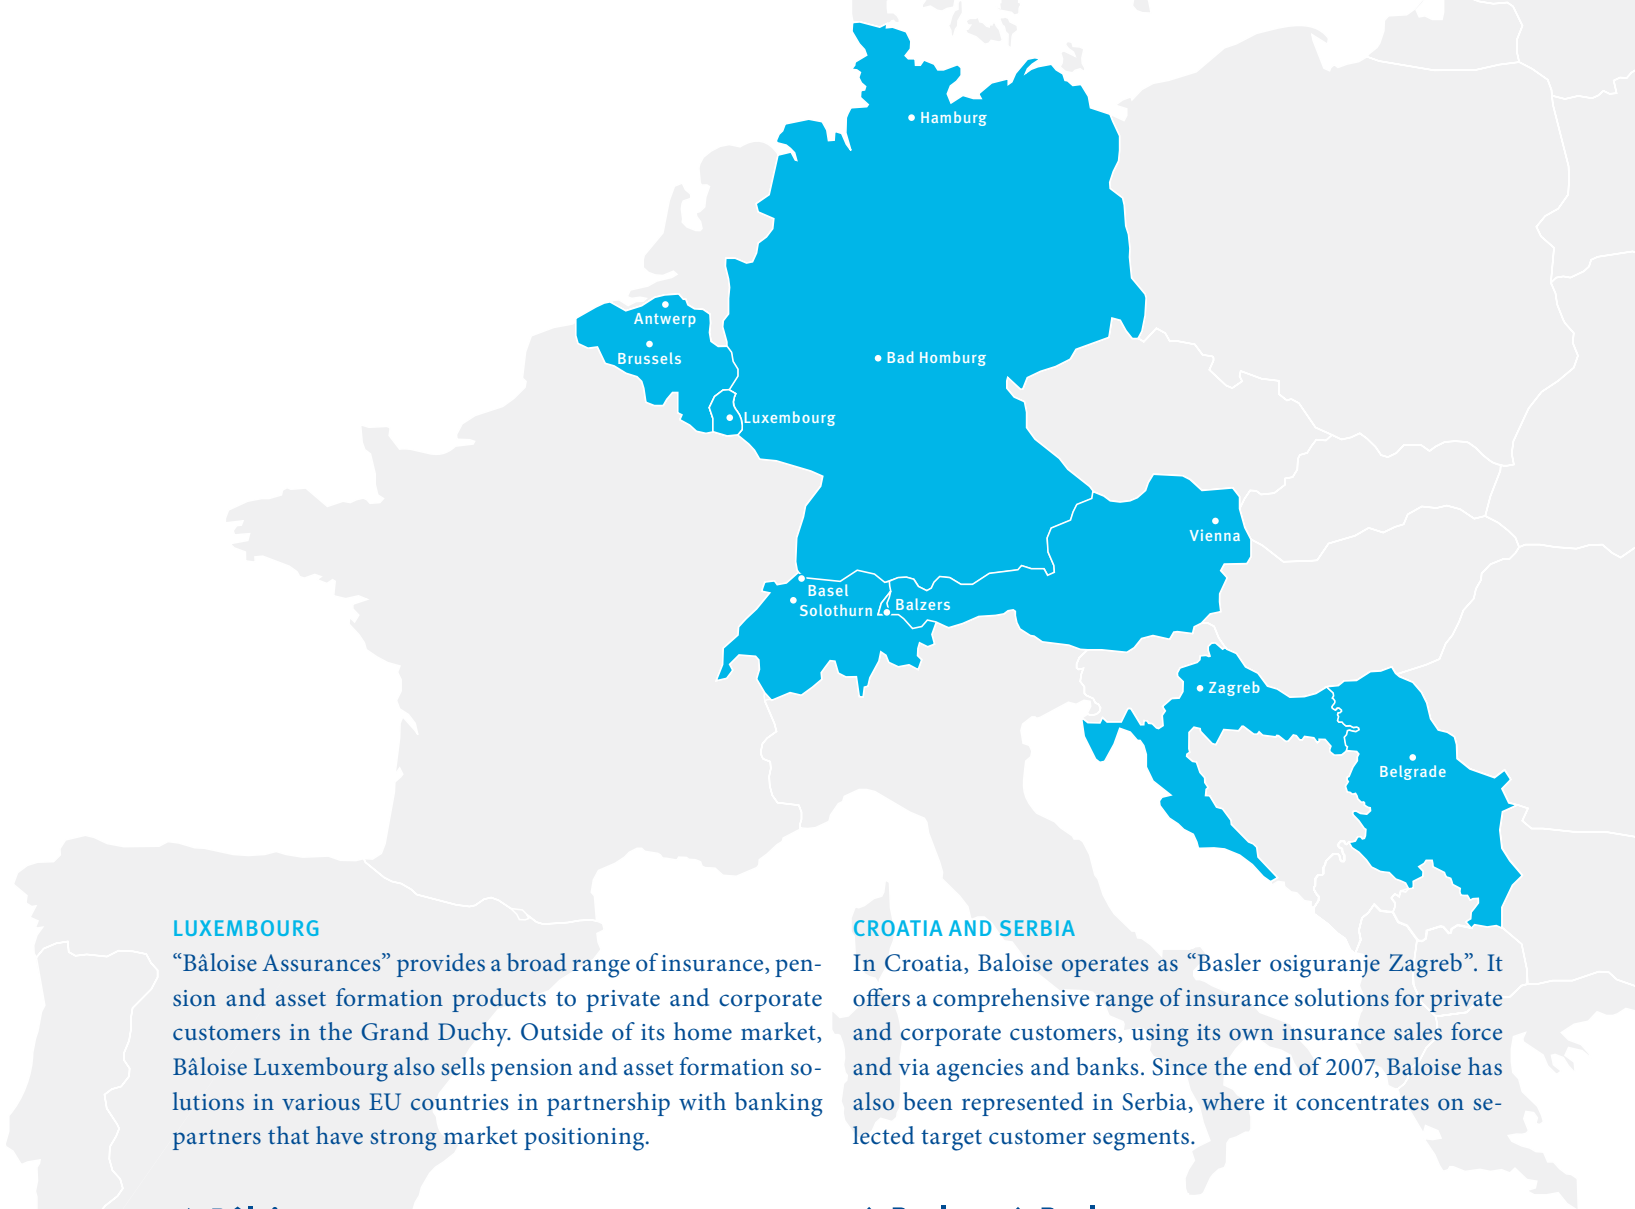 Hamburg
Antwerp
Brussels
Bad Homburg
Luxembourg
Vienna
Basel
Solothurn
Balzers
Zagreb
Belgrade
LUXEMBOURG
“Bâloise Assurances” provides a broad range of insurance, pen-
sion and asset formation products to private and corporate
customers in the Grand Duchy. Outside of its home market,
Bâloise Luxembourg also sells pension and asset formation so-
lutions in various EU countries in partnership with banking
partners that have strong market positioning.
CROATIA AND SERBIA
In Croatia, Baloise operates as “Basler osiguranje Zagreb”. It
offers a comprehensive range of insurance solutions for private
and corporate customers, using its own insurance sales force
and via agencies and banks. Since the end of 2007, Baloise has
also been represented in Serbia, where it concentrates on se-
lected target customer segments.